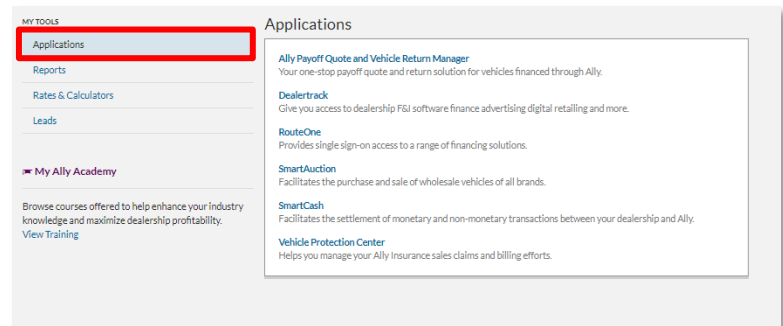 MY TOOLS
Applications
Reports
Rates & Calculators
Leads
My Ally Academy
Browse courses offered to help enhance your industry
knowledge and maximize dealership profitability.
View Training
Applications
Ally Payoff Quote and Vehicle Return Manager
Your one-stop payoff quote and return solution for vehicles financed through Ally.
Dealertrack
Give you access to dealership F&I software finance advertising digital retailing and more.
RouteOne
Provides single sign-on access to a range of financing solutions.
SmartAuction
Facilitates the purchase and sale of wholesale vehicles of all brands.
SmartCash
Facilitates the settlement of monetary and non-monetary transactions between your dealership and Ally.
Vehicle Protection Center
Helps you manage your Ally Insurance sales claims and billing efforts.